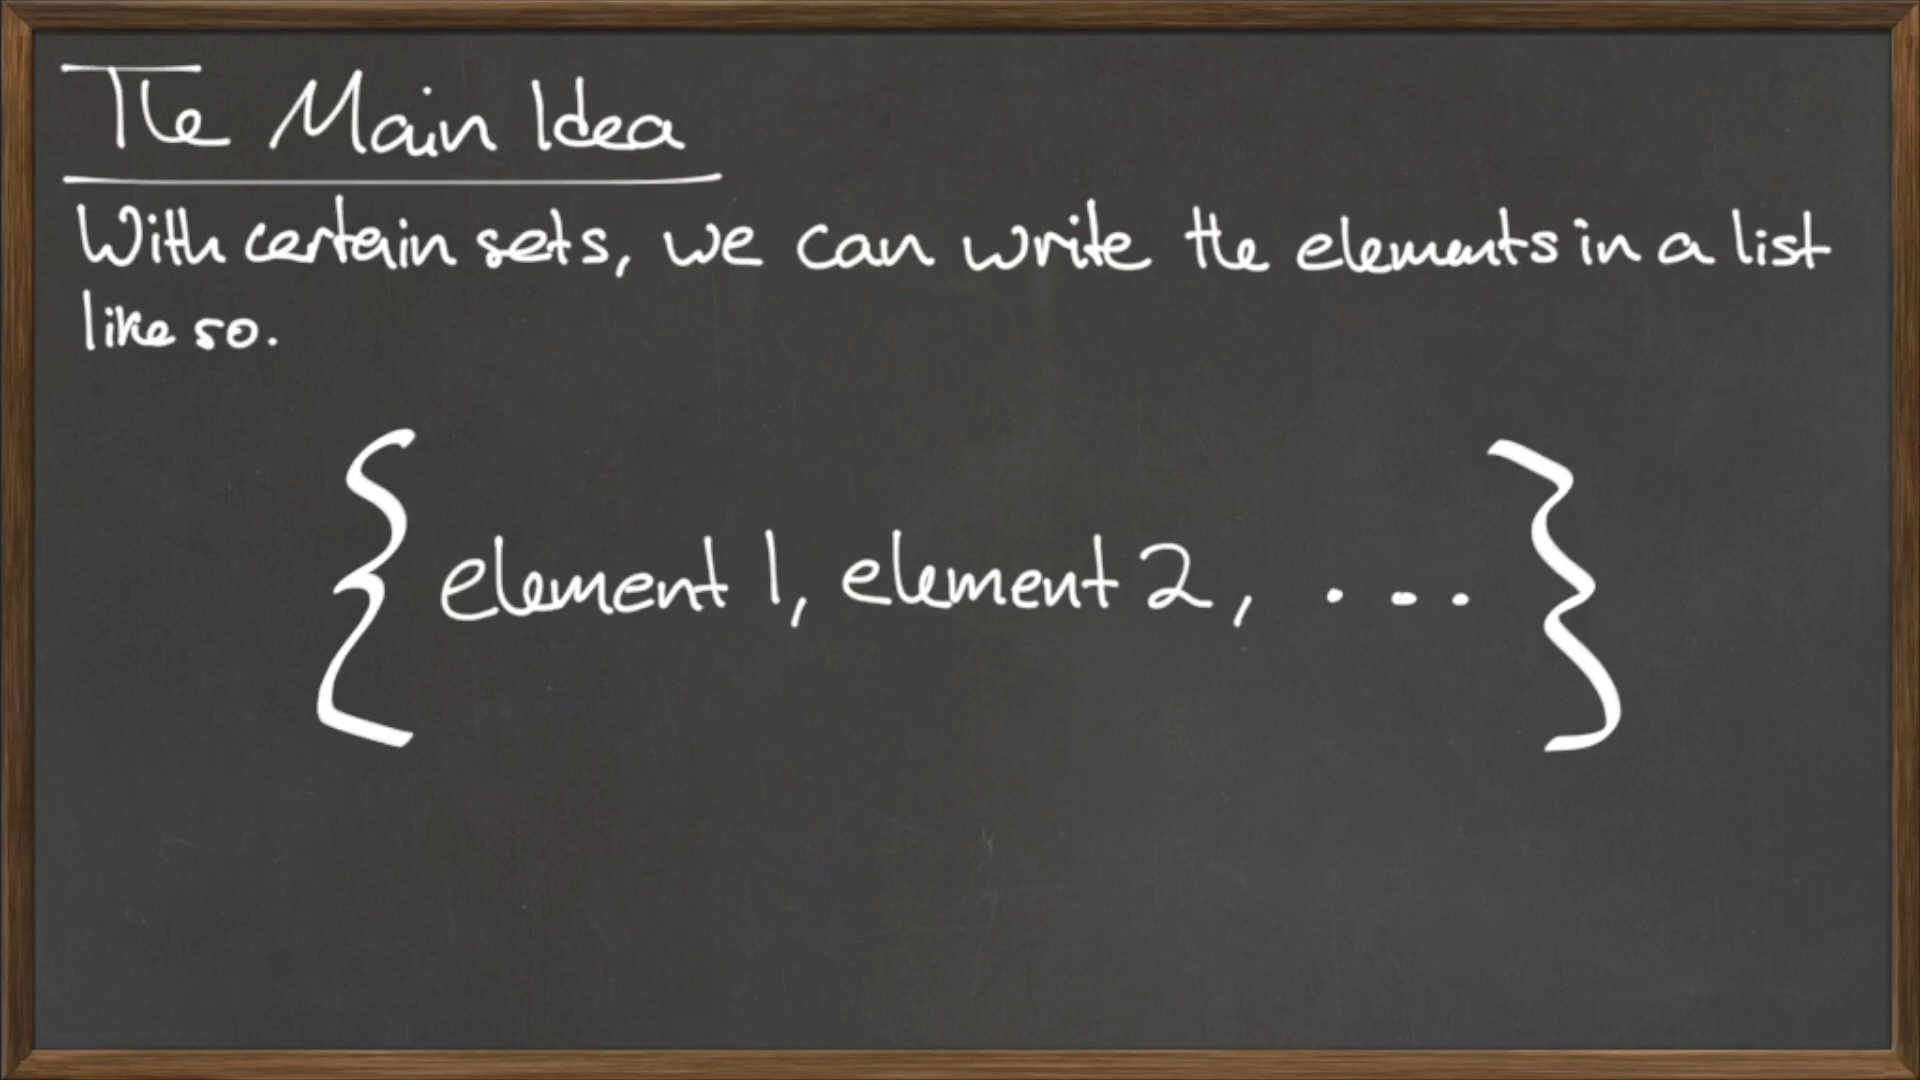 The Main Idea
With certain sets, we can write the elements in a list
like so.
{ element 1, element 2, ... }